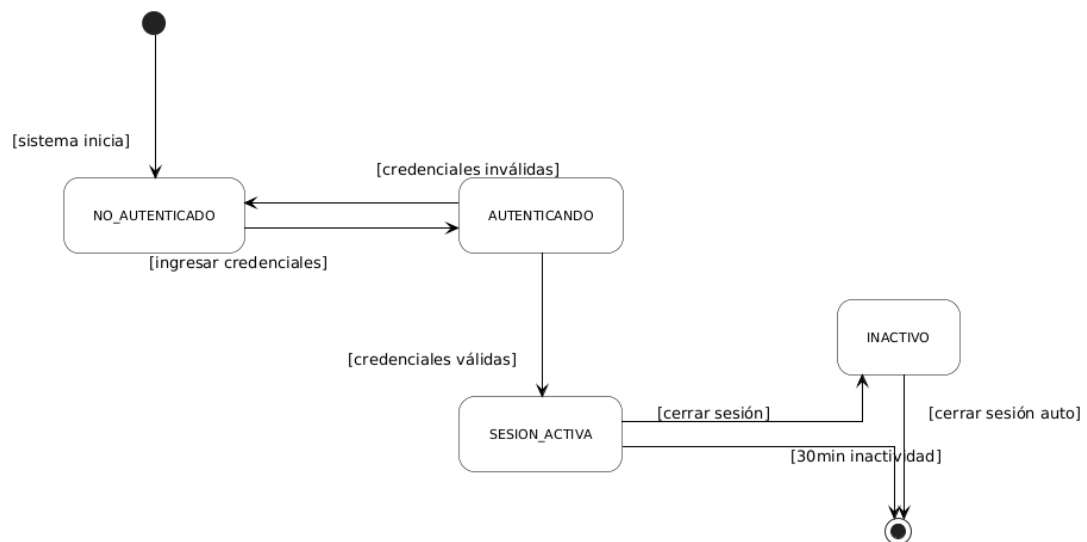 [sistema inicia]
[credenciales inválidas]
NO_AUTENTICADO
AUTENTICANDO
[ingresar credenciales]
INACTIVO
[credenciales válidas]
[cerrar sesión]
[cerrar sesión auto]
SESION_ACTIVA
[30min inactividad]